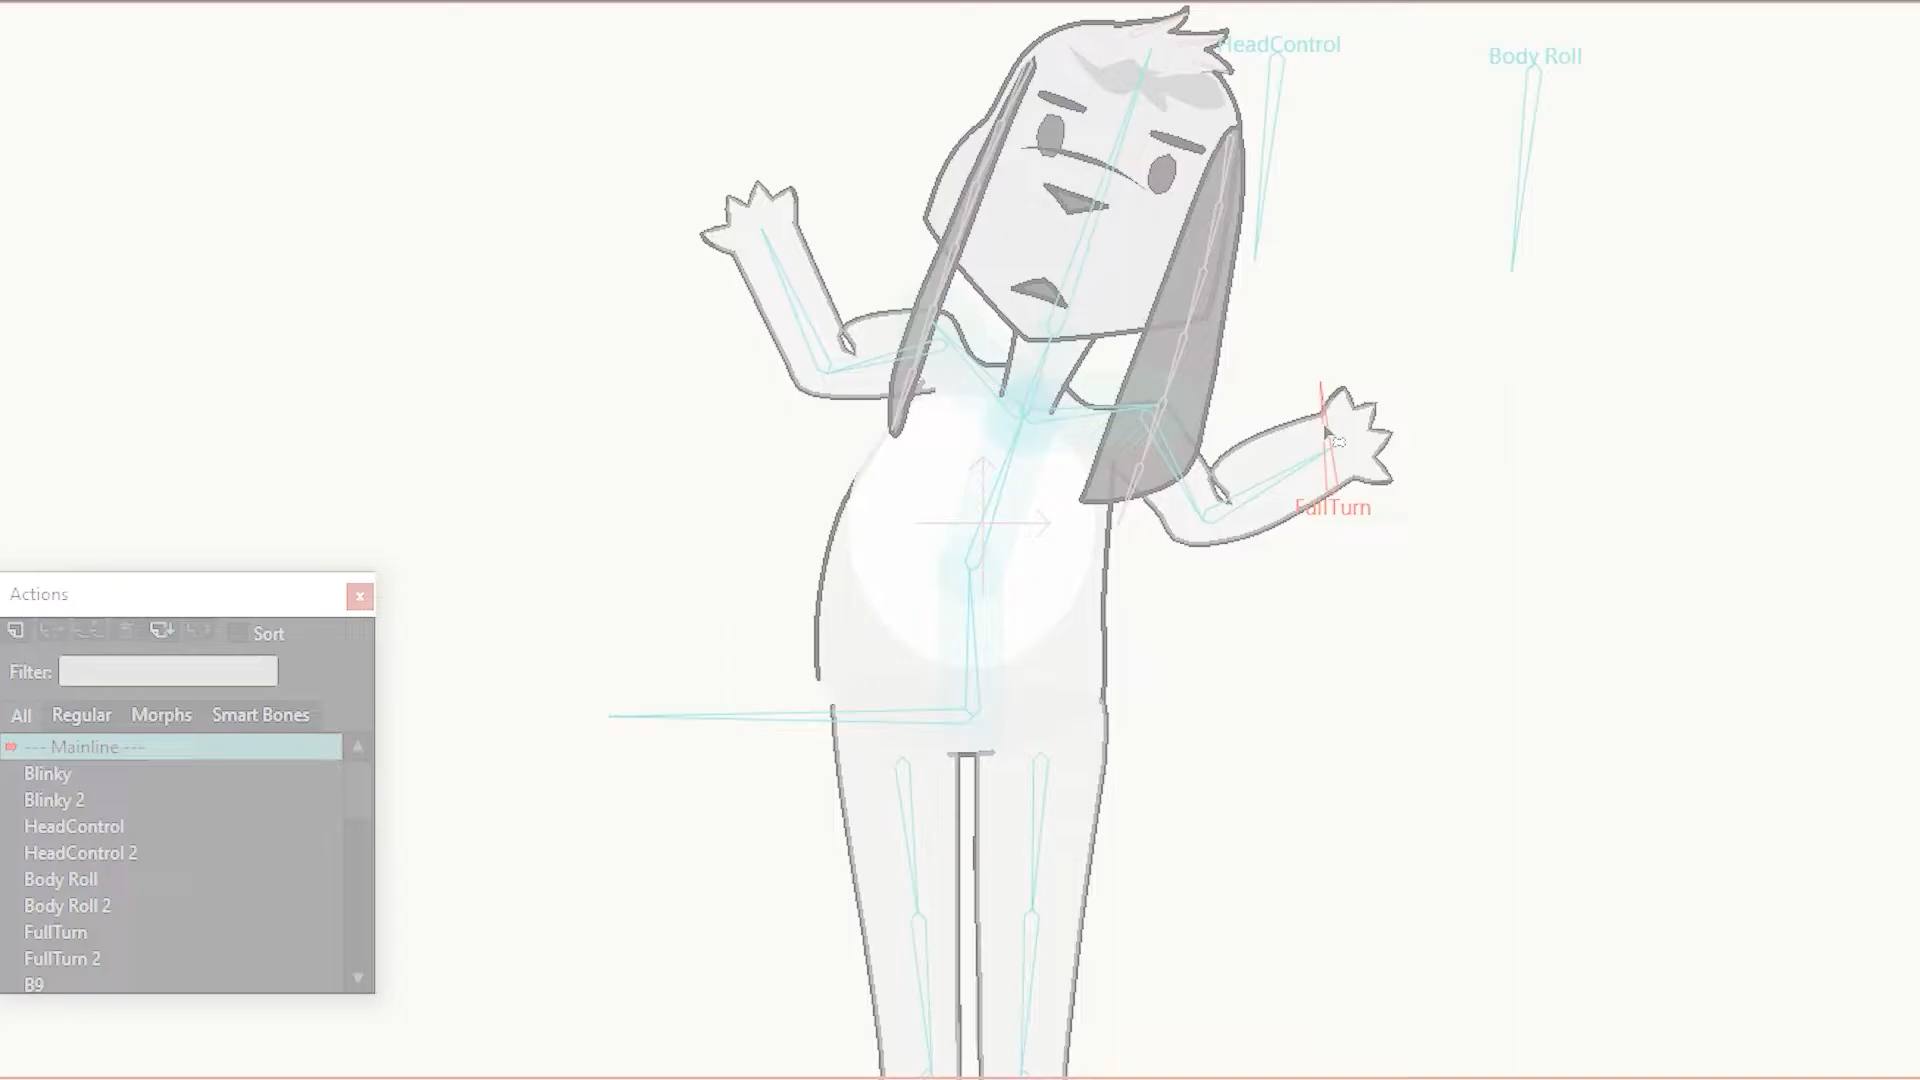 HeadControl
Body Roll
FullTurn
Actions
x
Sort
Filter:
All Regular Morphs Smart Bones
--- Mainline ---
Blinky
Blinky 2
HeadControl
HeadControl 2
Body Roll
Body Roll 2
FullTurn
FullTurn 2
B9